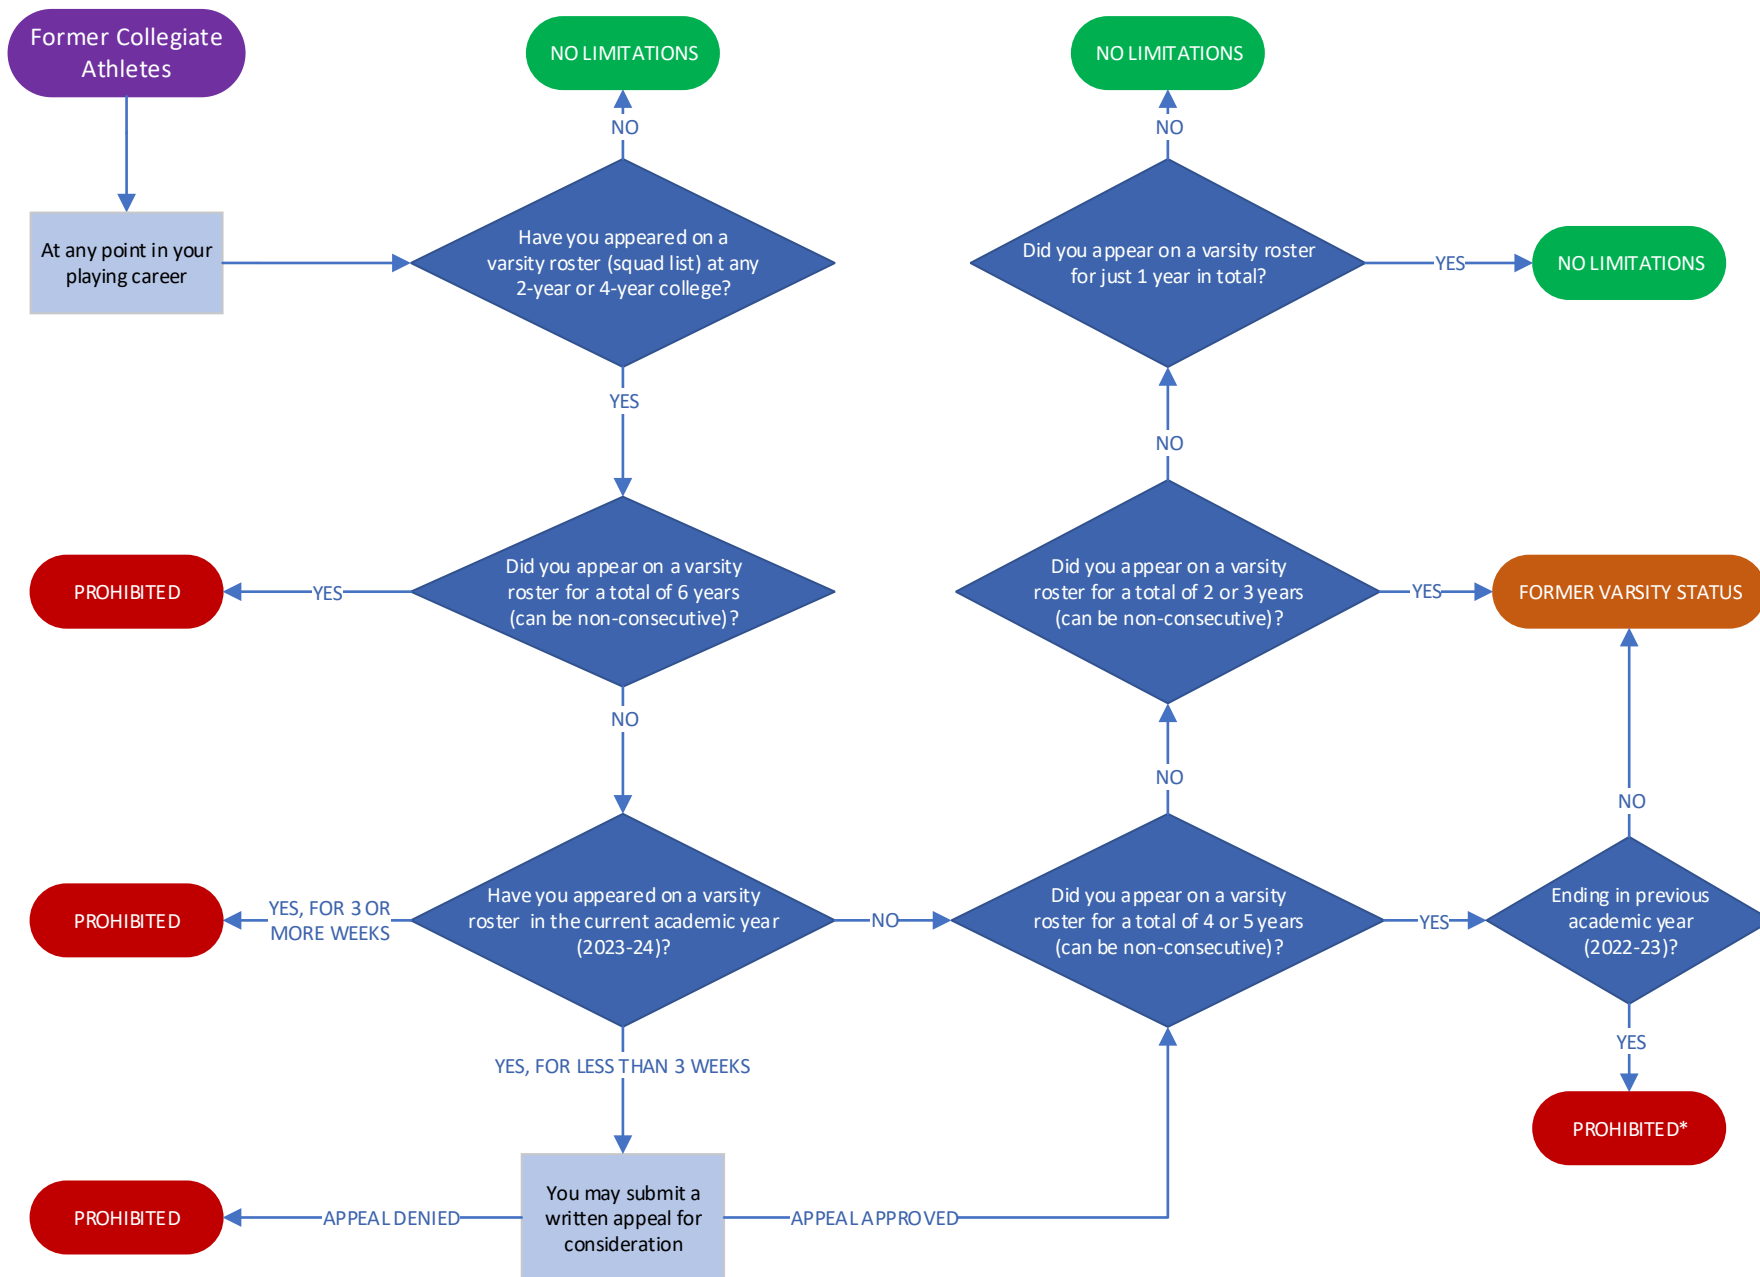 Former Collegiate
Athletes
At any point in your
playing career
NO LIMITATIONS
NO
Have you appeared on a
varsity roster (squad list) at any
2-year or 4-year college?
YES
Did you appear on a varsity
roster for a total of 6 years
(can be non-consecutive)?
YES
PROHIBITED
NO
Have you appeared on a varsity
roster in the current academic year
(2023-24)?
YES, FOR 3 OR
MORE WEEKS
PROHIBITED
YES, FOR LESS THAN 3 WEEKS
You may submit a
written appeal for
consideration
APPEAL DENIED
PROHIBITED
APPEAL APPROVED
NO
Did you appear on a varsity
roster for a total of 4 or 5 years
(can be non-consecutive)?
YES
Ending in previous
academic year
(2022-23)?
YES
PROHIBITED*
NO
FORMER VARSITY STATUS
NO
Did you appear on a varsity
roster for a total of 2 or 3 years
(can be non-consecutive)?
YES
NO
Did you appear on a varsity roster
for just 1 year in total?
YES
NO LIMITATIONS
NO
NO LIMITATIONS